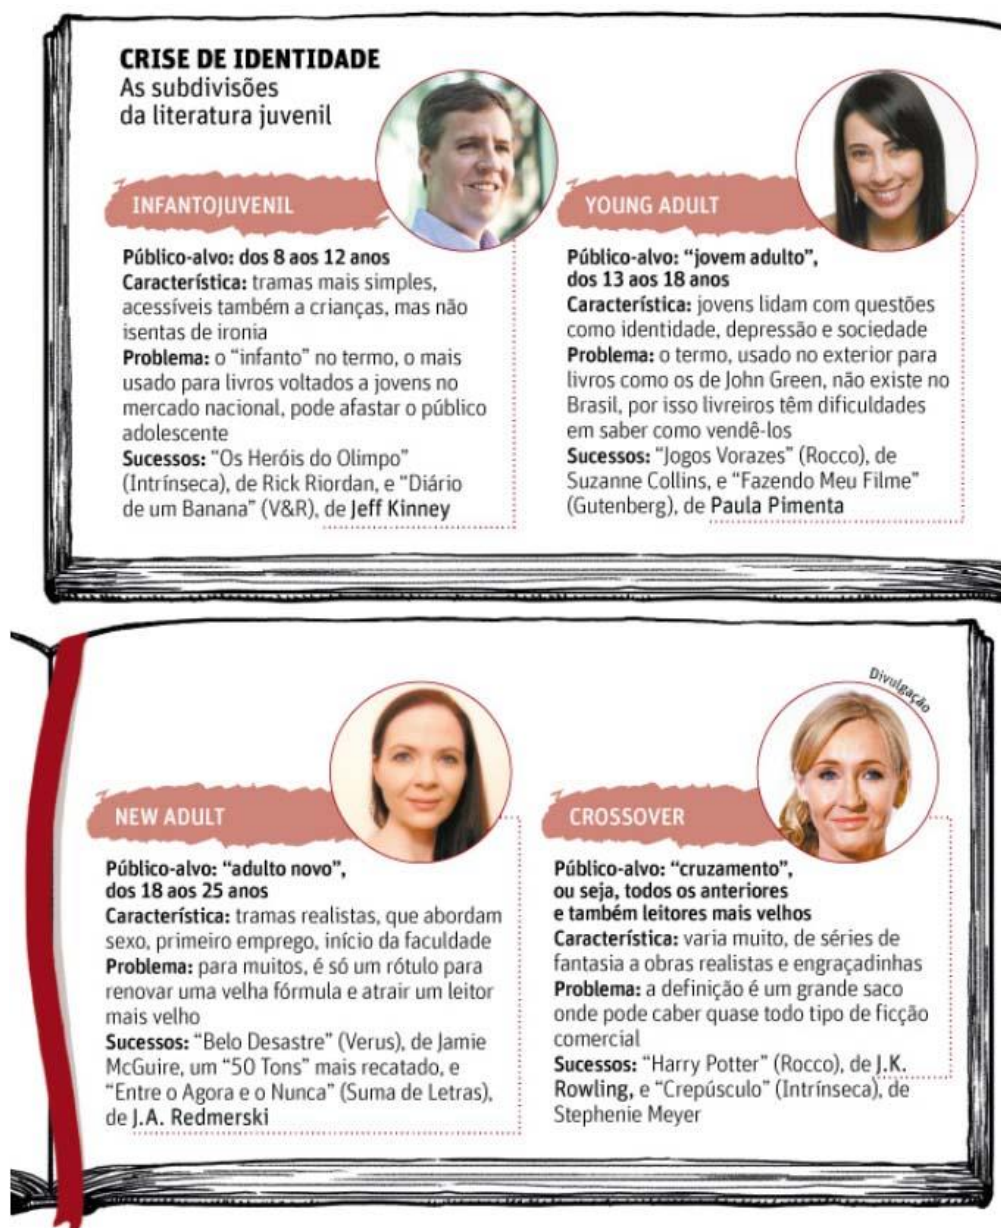 CRISE DE IDENTIDADE
As subdivisões
da literatura juvenil
INFANTOJUVENIL
Público-alvo: dos 8 aos 12 anos
Característica: tramas mais simples,
acessíveis também a crianças, mas não
isentas de ironia
Problema: o “infanto” no termo, o mais
usado para livros voltados a jovens no
mercado nacional, pode afastar o público
adolescente
Sucessos: “Os Heróis do Olimpo”
(Intrínseca), de Rick Riordan, e “Diário
de um Banana” (V&R), de Jeff Kinney
YOUNG ADULT
Público-alvo: “jovem adulto”,
dos 13 aos 18 anos
Característica: jovens lidam com questões
como identidade, depressão e sociedade
Problema: o termo, usado no exterior para
livros como os de John Green, não existe no
Brasil, por isso livreiros têm dificuldades
em saber como vendê-los
Sucessos: “Jogos Vorazes” (Rocco), de
Suzanne Collins, e “Fazendo Meu Filme”
(Gutenberg), de Paula Pimenta
NEW ADULT
Público-alvo: “adulto novo”,
dos 18 aos 25 anos
Característica: tramas realistas, que abordam
sexo, primeiro emprego, início da faculdade
Problema: para muitos, é só um rótulo para
renovar uma velha fórmula e atrair um leitor
mais velho
Sucessos: “Belo Desastre” (Verus), de Jamie
McGuire, um “50 Tons” mais recatado, e
“Entre o Agora e o Nunca” (Suma de Letras),
de J.A. Redmerski
Divulgação
CROSSOVER
Público-alvo: “cruzamento”,
ou seja, todos os anteriores
e também leitores mais velhos
Característica: varia muito, de séries de
fantasia a obras realistas e engraçadinhas
Problema: a definição é um grande saco
onde pode caber quase todo tipo de ficção
comercial
Sucessos: “Harry Potter” (Rocco), de J.K.
Rowling, e “Crepúsculo” (Intrínseca), de
Stephenie Meyer